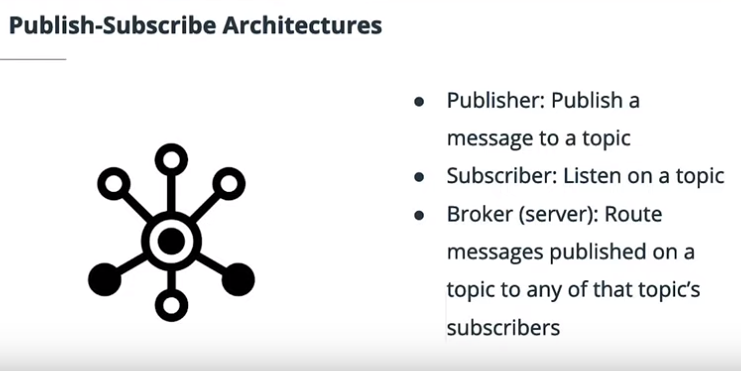 Publish-Subscribe Architectures
● Publisher: Publish a
message to a topic
● Subscriber: Listen on a topic
● Broker (server): Route
messages published on a
topic to any of that topic’s
subscribers